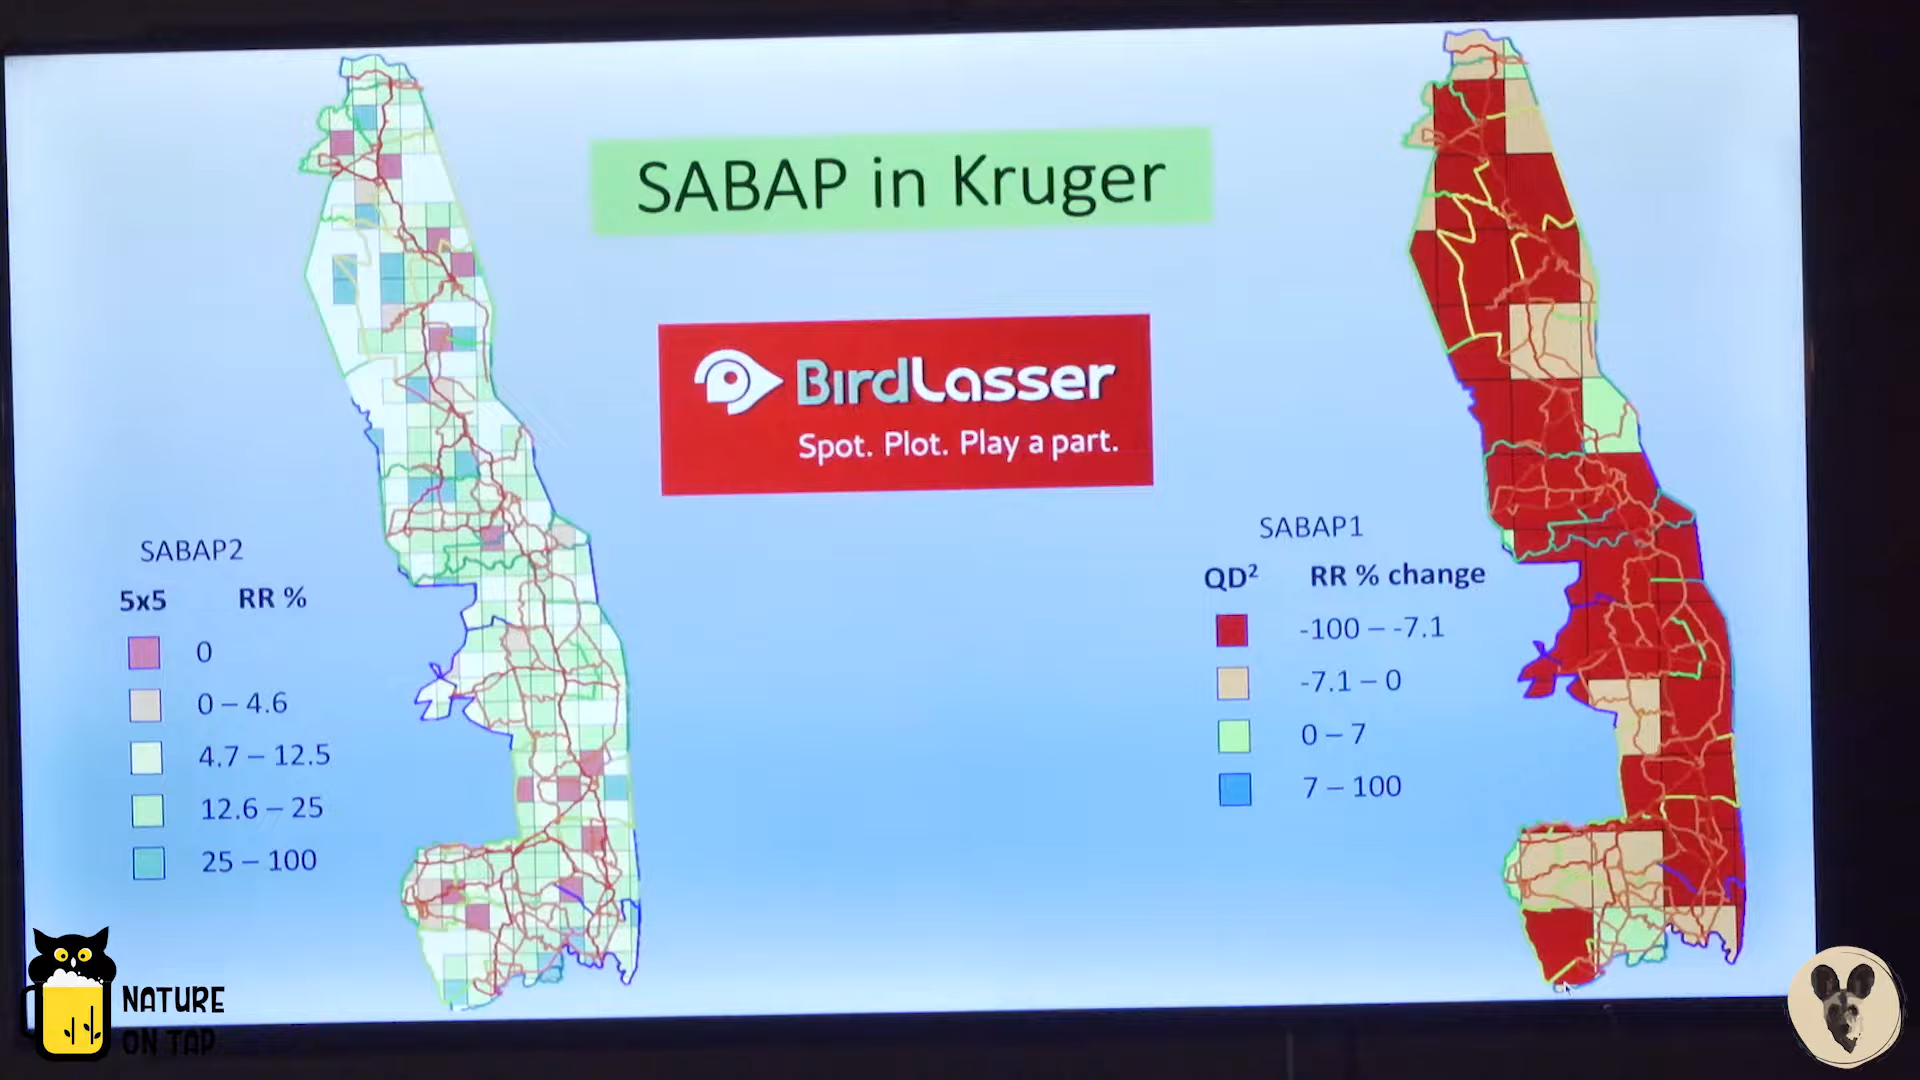 SABAP in Kruger
BirdLasser
Spot. Plot. Play a part.
SABAP2
5x5 RR %
0
0 – 4.6
4.7 – 12.5
12.6 – 25
25 – 100
SABAP1
QD² RR % change
-100 – -7.1
-7.1 – 0
0 – 7
7 – 100
NATURE
ON TAP